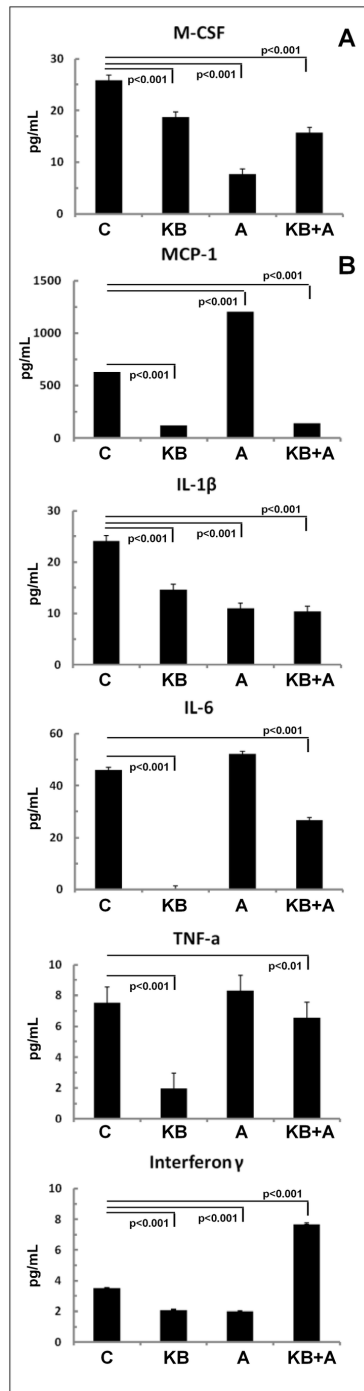 M-CSF
A
p<0.001
p<0.001
p<0.001
pg/mL
30
20
10
0
C KB A KB+A
MCP-1
B
p<0.001
p<0.001
p<0.001
pg/mL
1500
1000
500
0
C KB A KB+A
IL-1β
p<0.001
p<0.001 p<0.001
pg/mL
30
20
10
0
C KB A KB+A
IL-6
p<0.001
p<0.001
pg/mL
60
40
20
0
C KB A KB+A
TNF-a
p<0.01
p<0.001
pg/mL
8
6
4
2
0
C KB A KB+A
Interferon γ
p<0.001
p<0.001 p<0.001
pg/mL
8
6
4
2
0
C KB A KB+A